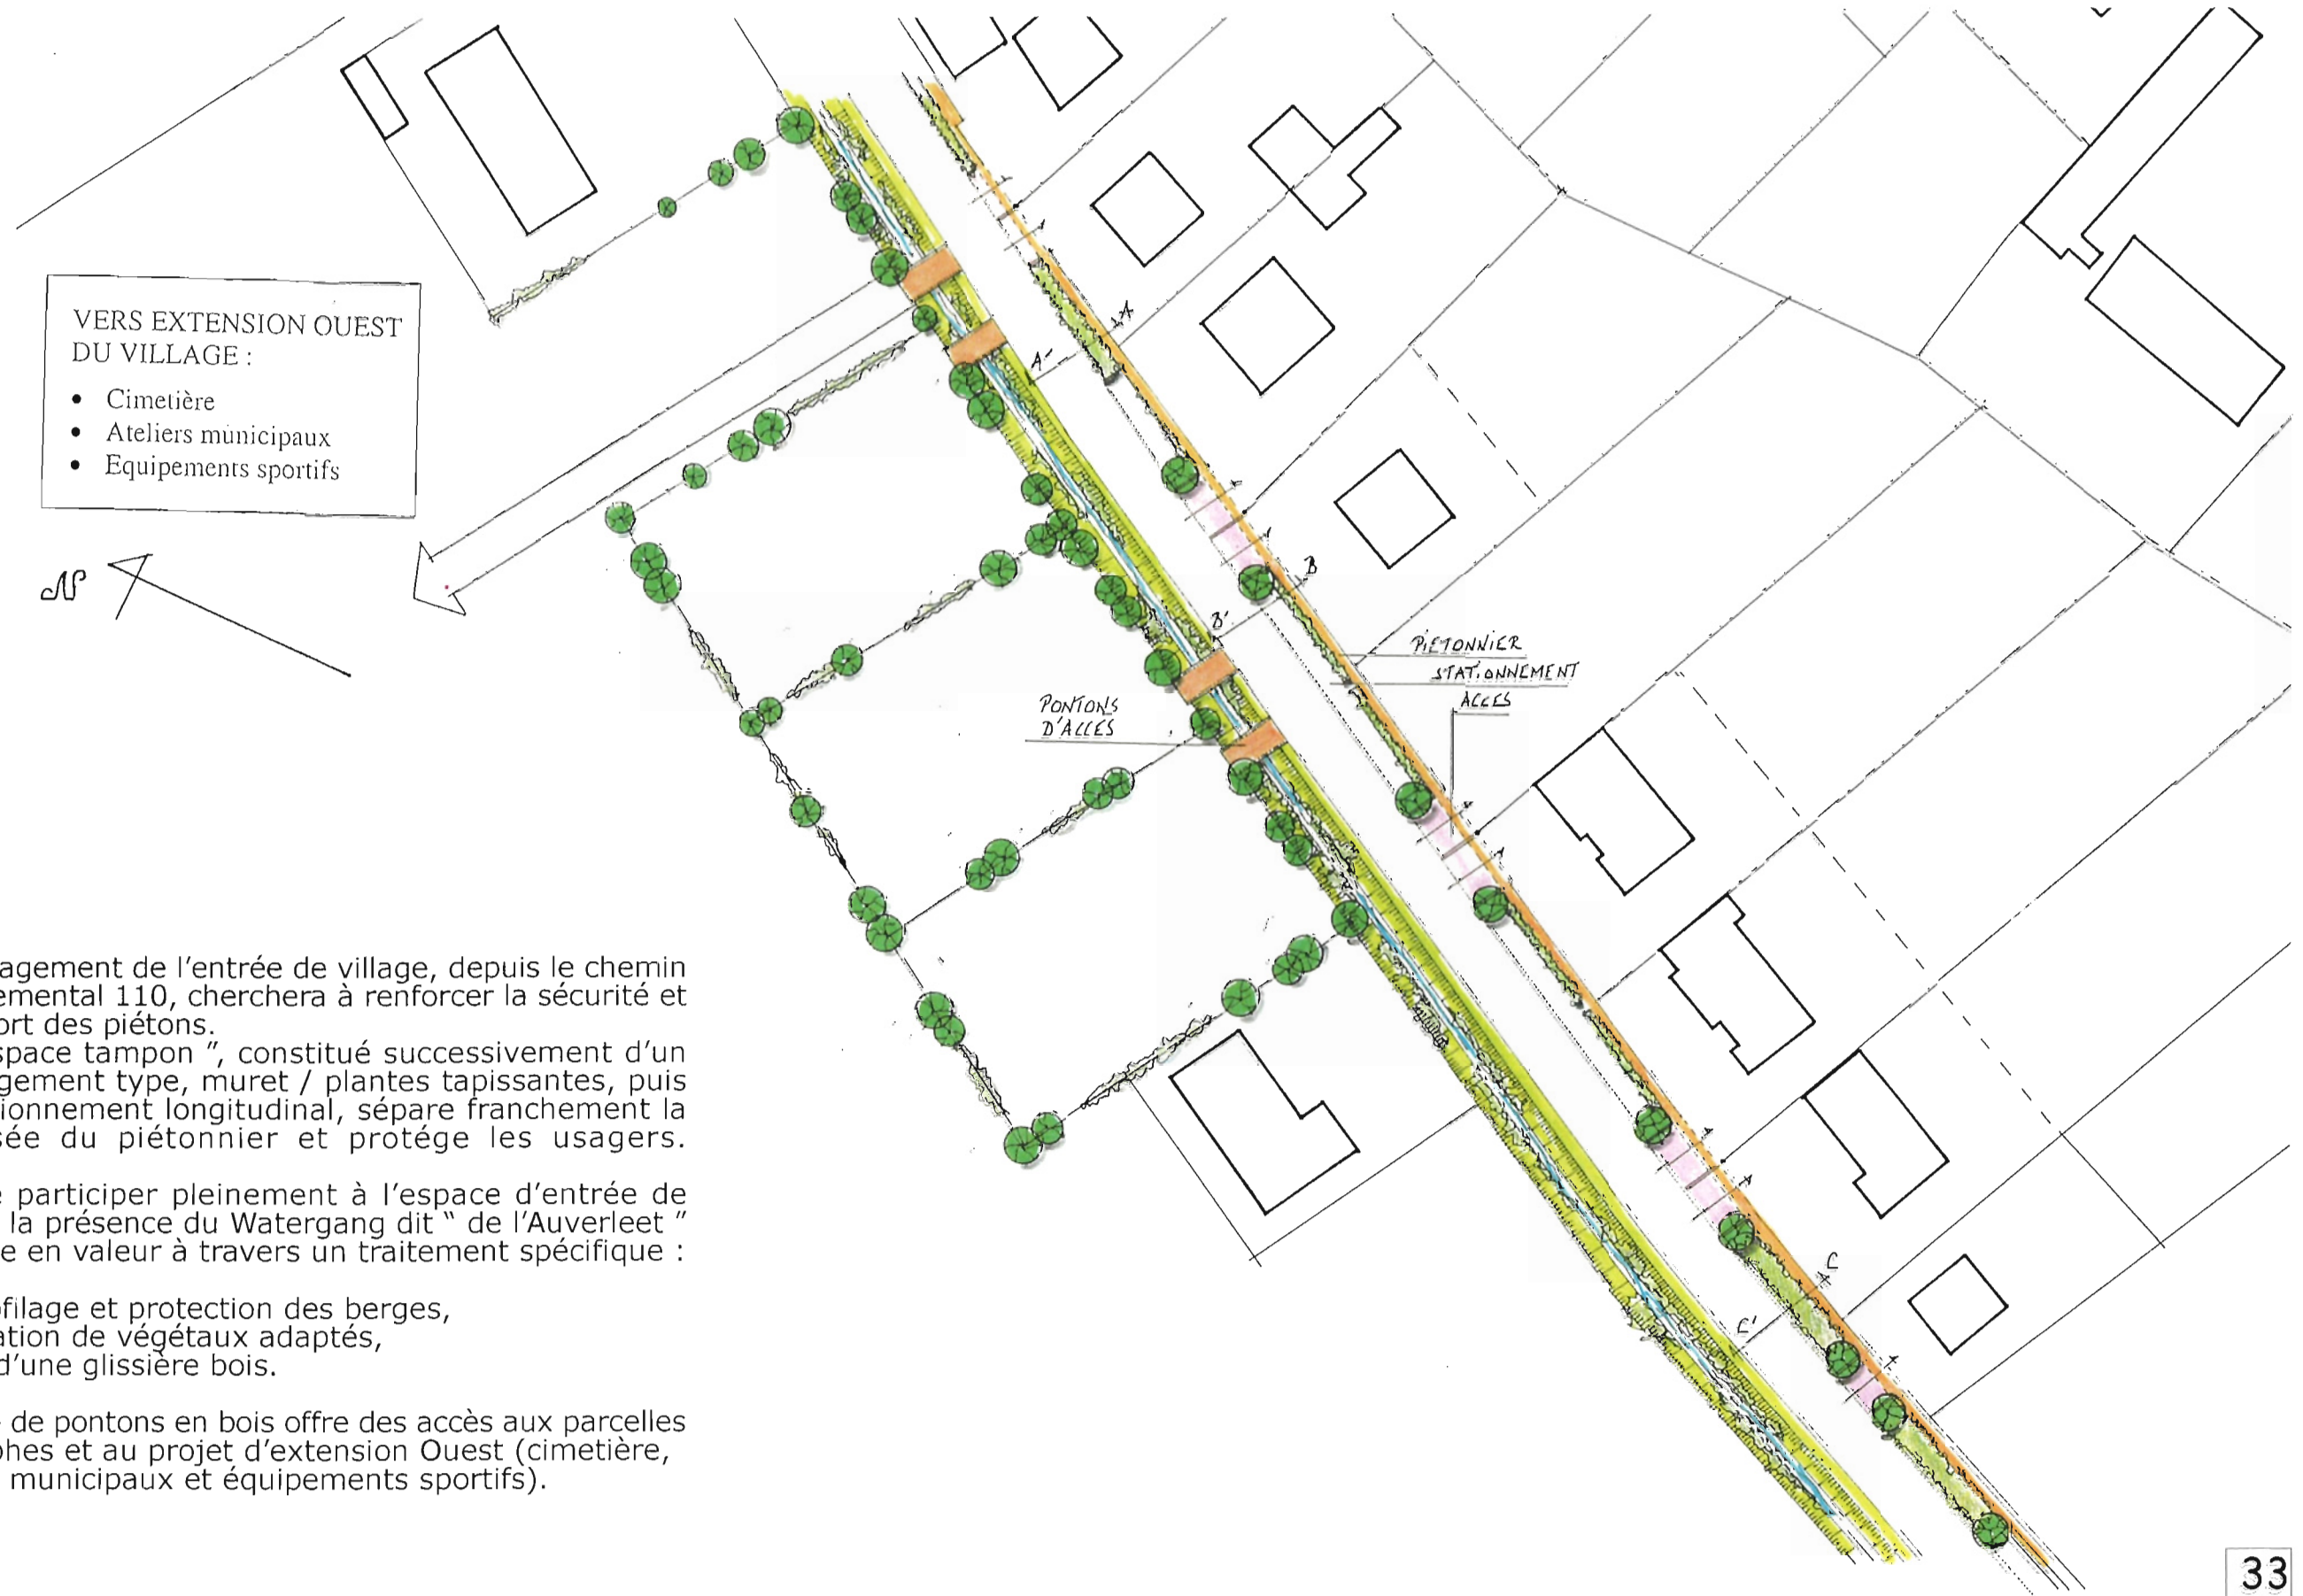 VERS EXTENSION OUEST
DU VILLAGE :
• Cimetière
• Ateliers municipaux
• Equipements sportifs
N
A
A'
B
B'
PIETONNIER
STATIONNEMENT
ACCES
PONTONS
D'ACCES
C
C'
agement de l'entrée de village, depuis le chemin
emental 110, cherchera à renforcer la sécurité et
ort des piétons.
space tampon ", constitué successivement d'un
gement type, muret / plantes tapissantes, puis
ionnement longitudinal, sépare franchement la
sée du piétonnier et protége les usagers.
participer pleinement à l'espace d'entrée de
la présence du Watergang dit " de l'Auverleet "
e en valeur à travers un traitement spécifique :
filage et protection des berges,
ation de végétaux adaptés,
d'une glissière bois.
de pontons en bois offre des accès aux parcelles
hes et au projet d'extension Ouest (cimetière,
municipaux et équipements sportifs).
33